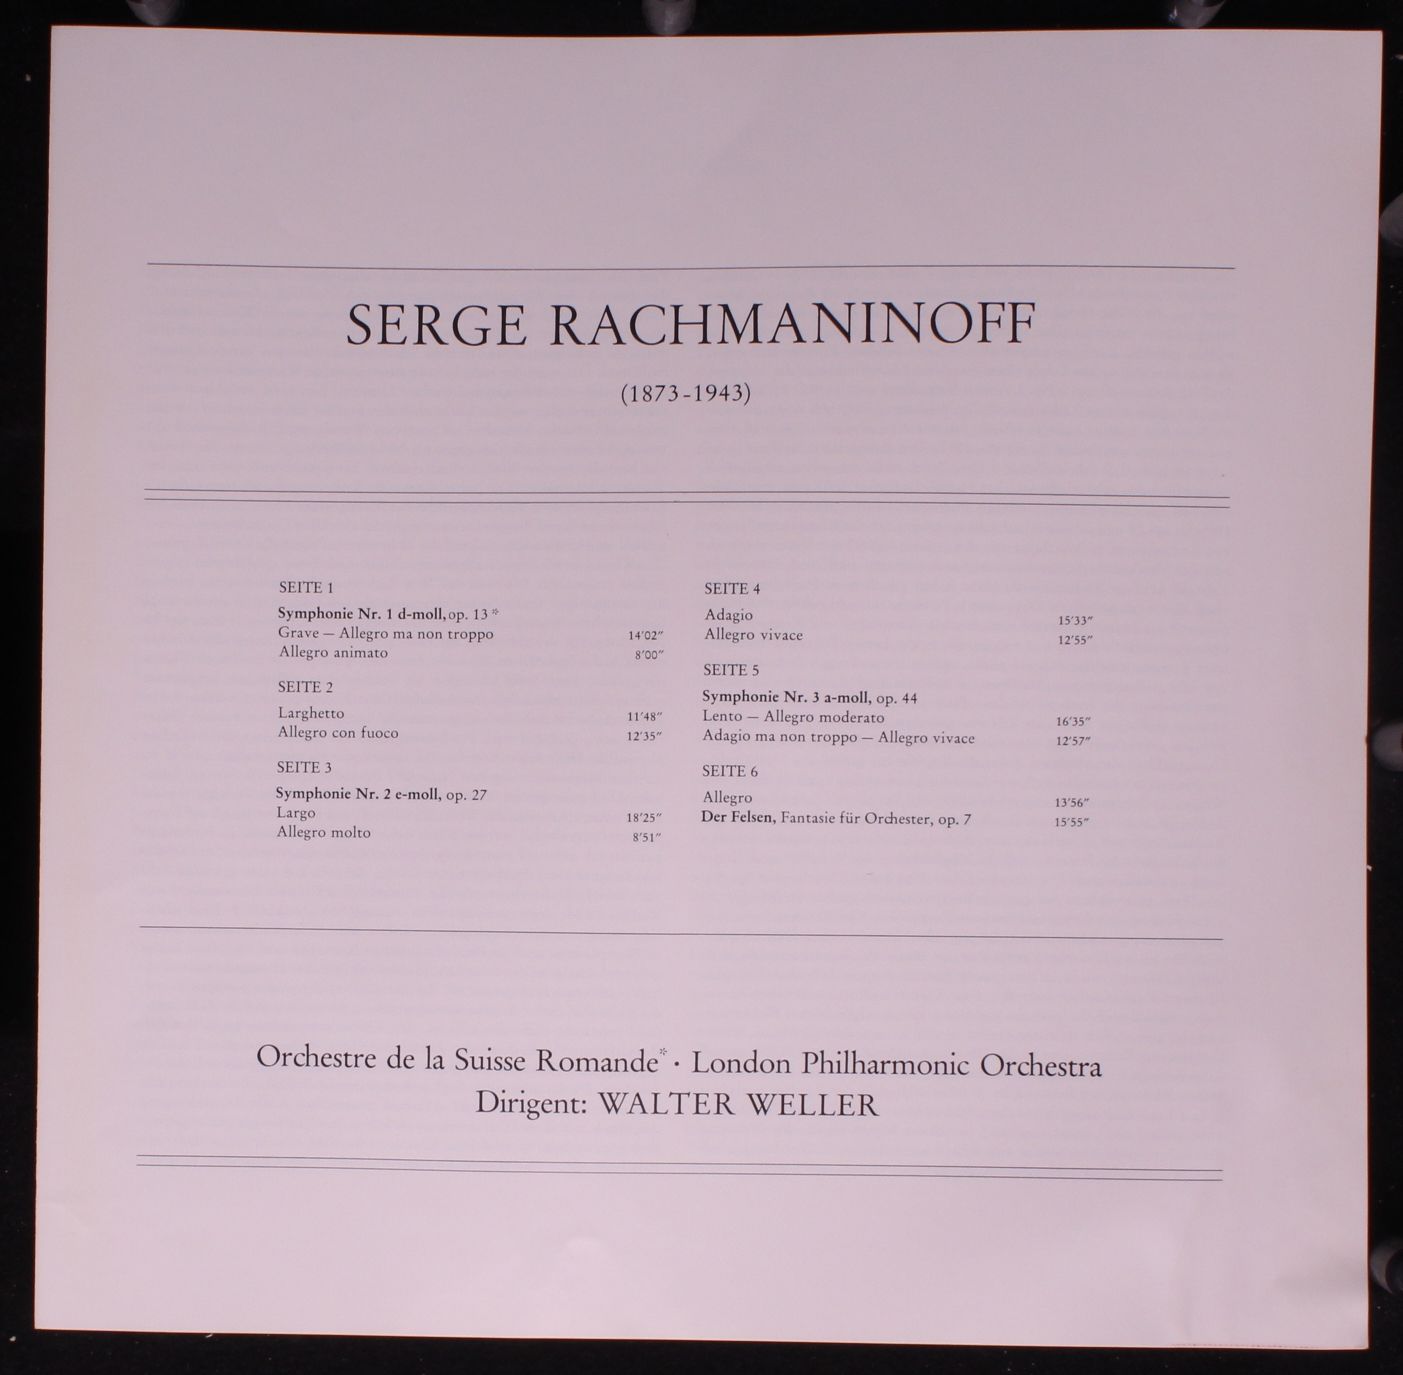 SERGE RACHMANINOFF
(1873-1943)
SEITE 1
Symphonie Nr. 1 d-moll, op. 13 *
Grave — Allegro ma non troppo 14'02"
Allegro animato 8'00"
SEITE 2
Larghetto 11'48"
Allegro con fuoco 12'35"
SEITE 3
Symphonie Nr. 2 e-moll, op. 27
Largo 18'25"
Allegro molto 8'51"
SEITE 4
Adagio 15'33"
Allegro vivace 12'55"
SEITE 5
Symphonie Nr. 3 a-moll, op. 44
Lento — Allegro moderato 16'35"
Adagio ma non troppo — Allegro vivace 12'57"
SEITE 6
Allegro 13'56"
Der Felsen, Fantasie für Orchester, op. 7 15'55"
Orchestre de la Suisse Romande* · London Philharmonic Orchestra
Dirigent: WALTER WELLER